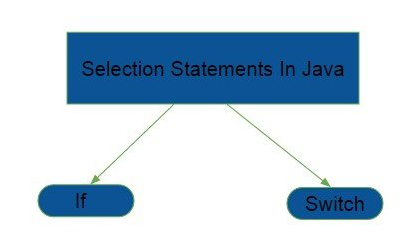 Selection Statements In Java
If
Switch